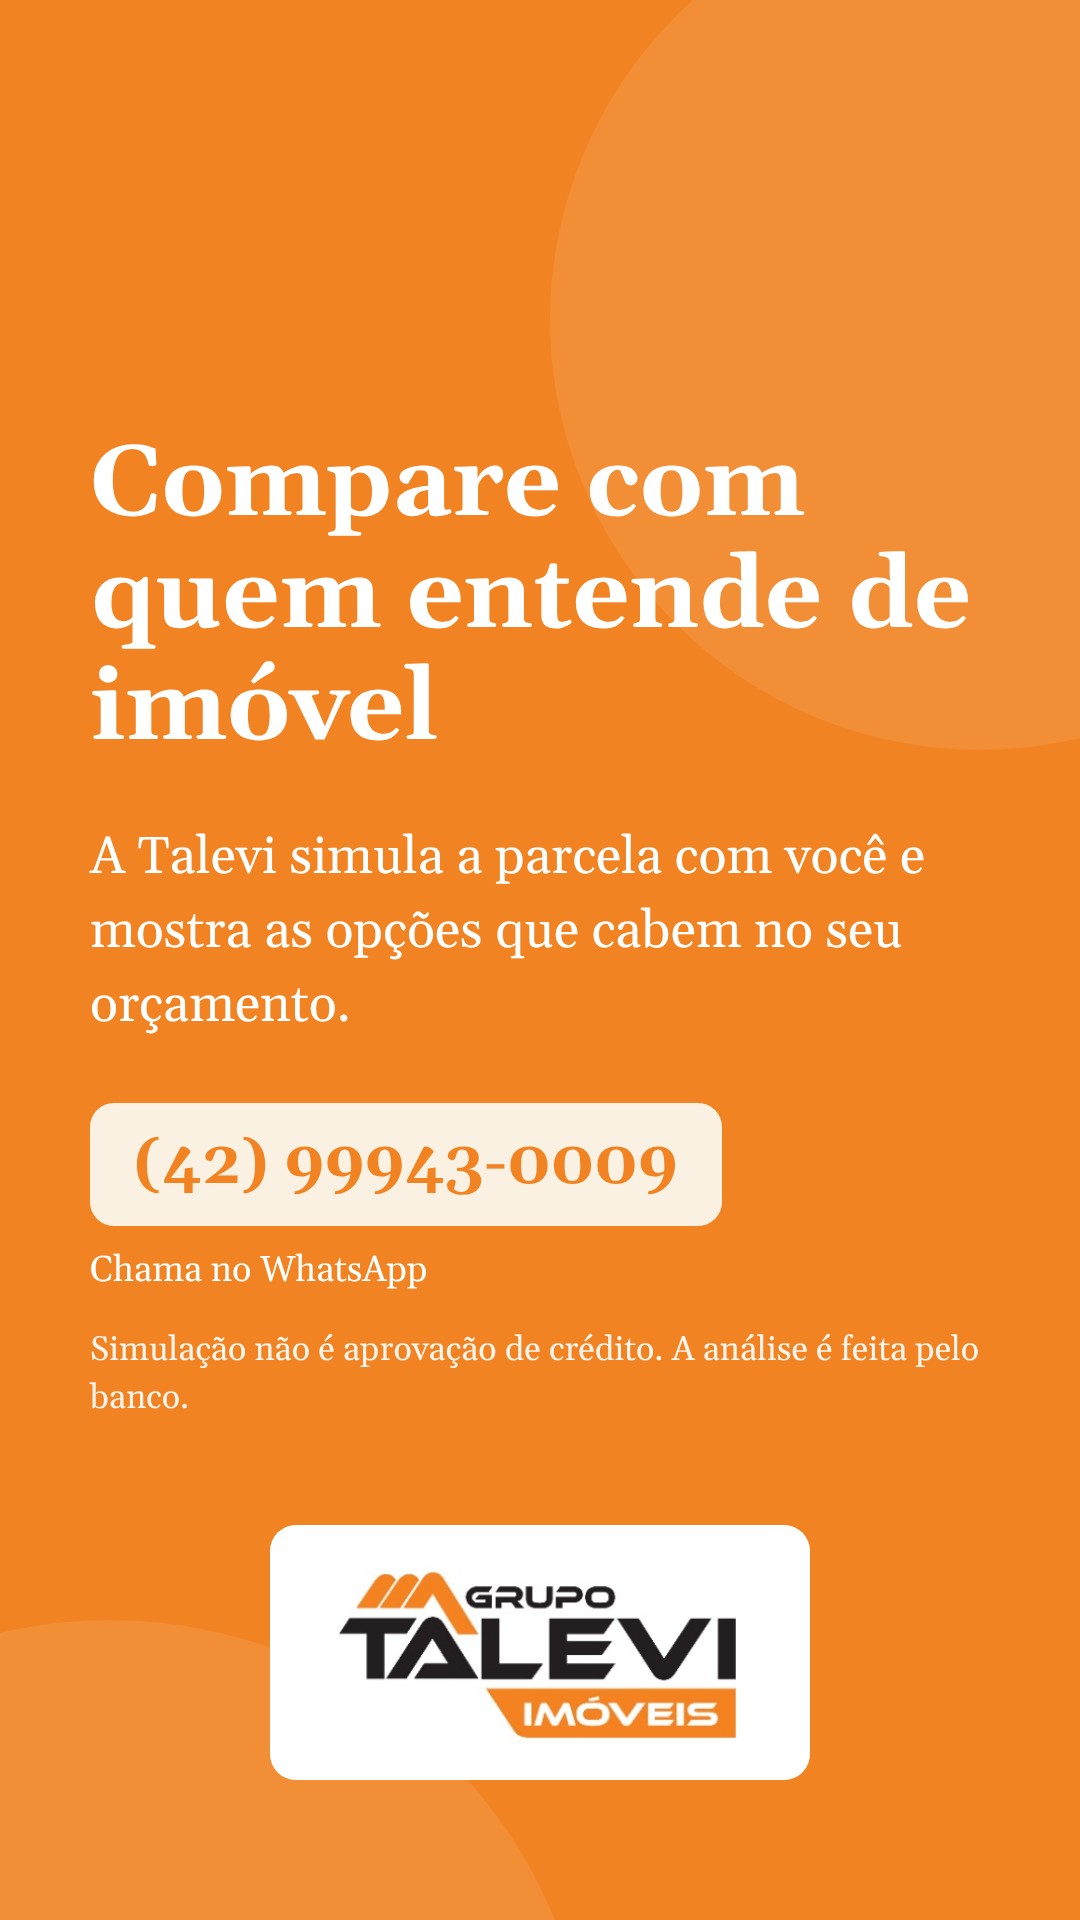 Compare com
quem entende de
imóvel
A Talevi simula a parcela com você e
mostra as opções que cabem no seu
orçamento.
(42) 99943-0009
Chama no WhatsApp
Simulação não é aprovação de crédito. A análise é feita pelo
banco.
GRUPO
TALEVI
IMÓVEIS